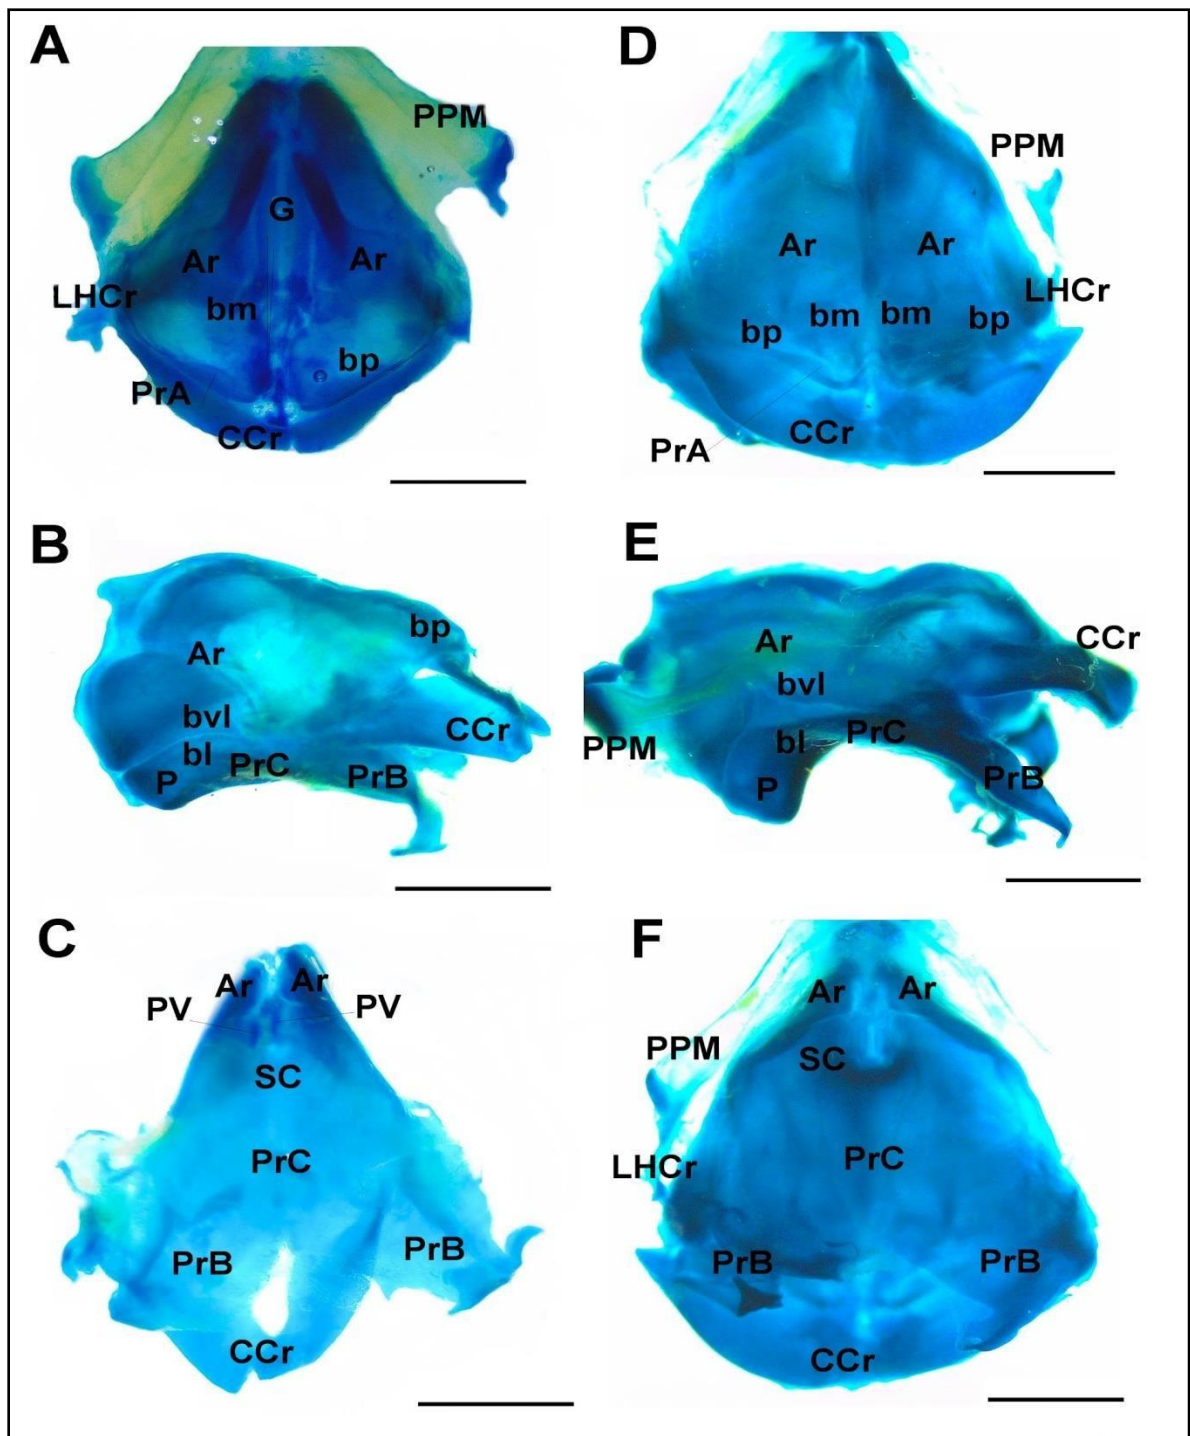 A
PPM
G
Ar Ar
LHCr
bm
bp
PrA
CCr
D
PPM
Ar Ar
LHCr
bp bm bm bp
PrA
CCr
B
bp
Ar
bvl
bl
CCr
P
PrC
PrB
E
CCr
Ar
bvl
PPM
bl
PrC
P
PrB
C
Ar Ar
PV PV
SC
PrC
PrB PrB
CCr
F
Ar Ar
PPM
SC
LHCr
PrC
PrB PrB
CCr